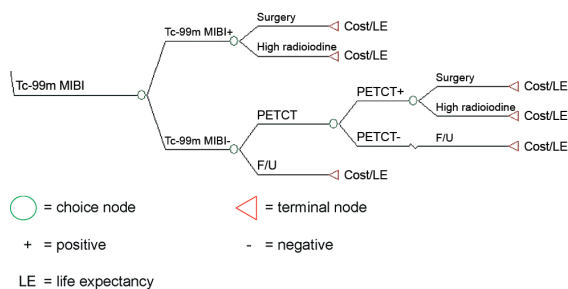 Surgery
Cost/LE
Tc-99m MIBI+
High radioiodine
Cost/LE
Tc-99m MIBI
Surgery
Cost/LE
PETCT+
High radioiodine
Cost/LE
PETCT
Tc-99m MIBI-
PETCT-
F/U
Cost/LE
F/U
Cost/LE
= choice node
= terminal node
+ = positive
- = negative
LE = life expectancy